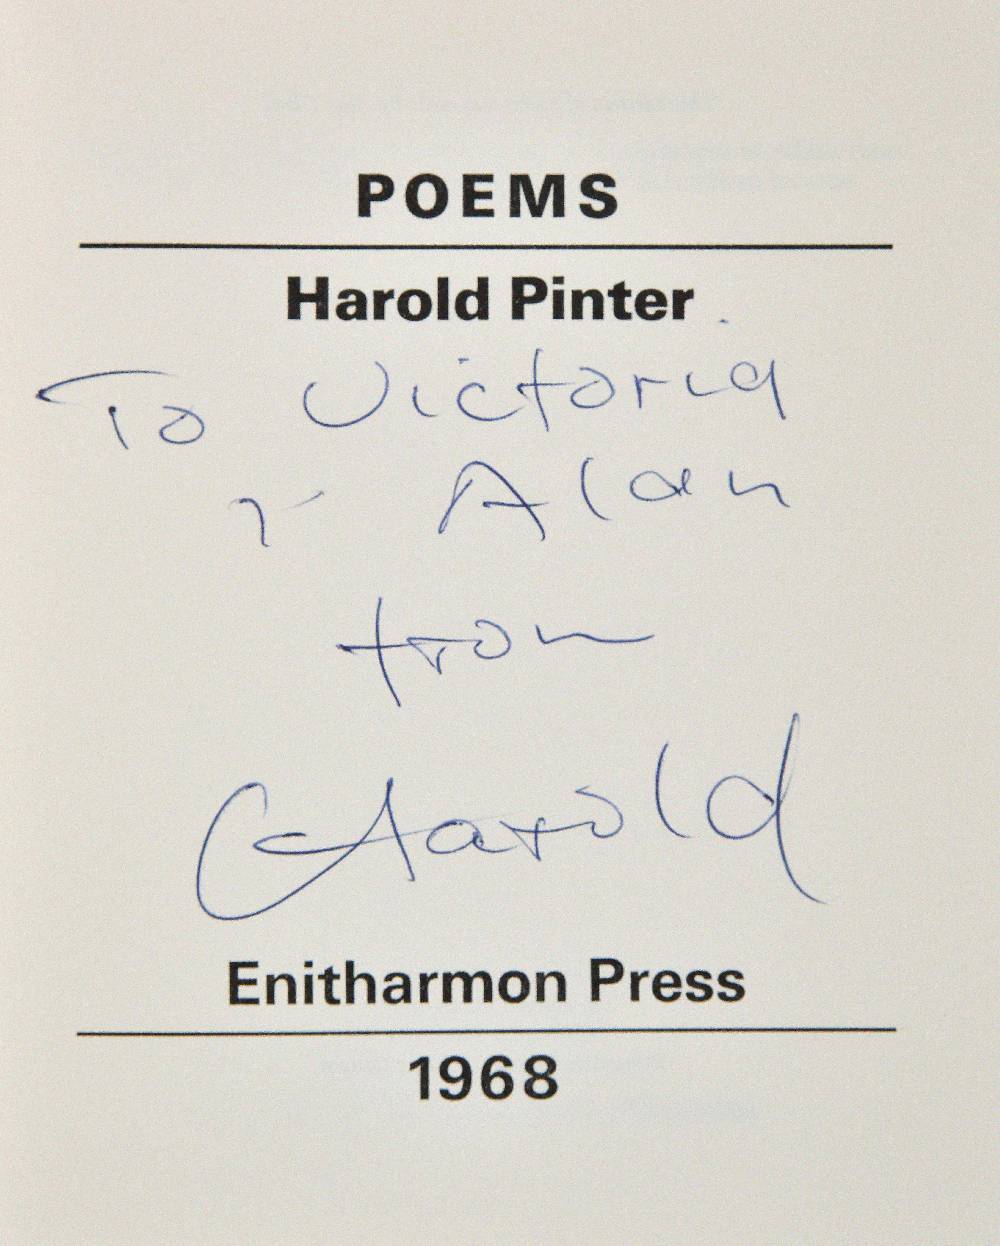 POEMS
Harold Pinter
To Victoria
& Alan
from
Harold
Enitharmon Press
1968